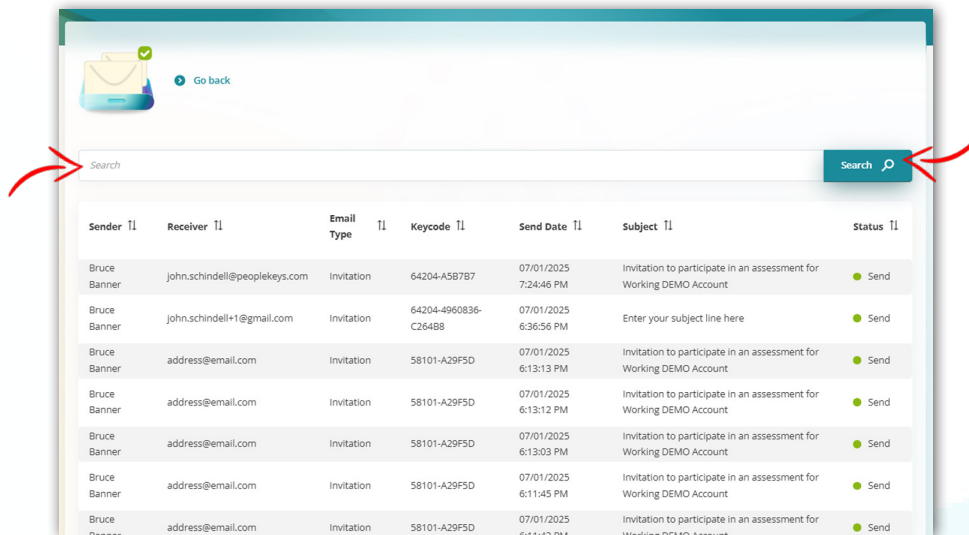 Go back
Search
Search
Sender Receiver Email Type Keycode Send Date Subject Status
Bruce Banner john.schindell@peoplekeys.com Invitation 64204-A5B7B7 07/01/2025 7:24:46 PM Invitation to participate in an assessment for Working DEMO Account Send
Bruce Banner john.schindell+1@gmail.com Invitation 64204-4960836-C264B8 07/01/2025 6:36:56 PM Enter your subject line here Send
Bruce Banner address@email.com Invitation 58101-A29F5D 07/01/2025 6:13:13 PM Invitation to participate in an assessment for Working DEMO Account Send
Bruce Banner address@email.com Invitation 58101-A29F5D 07/01/2025 6:13:12 PM Invitation to participate in an assessment for Working DEMO Account Send
Bruce Banner address@email.com Invitation 58101-A29F5D 07/01/2025 6:13:03 PM Invitation to participate in an assessment for Working DEMO Account Send
Bruce Banner address@email.com Invitation 58101-A29F5D 07/01/2025 6:11:45 PM Invitation to participate in an assessment for Working DEMO Account Send
Bruce address@email.com Invitation 58101-A29F5D 07/01/2025 Invitation to participate in an assessment for Send